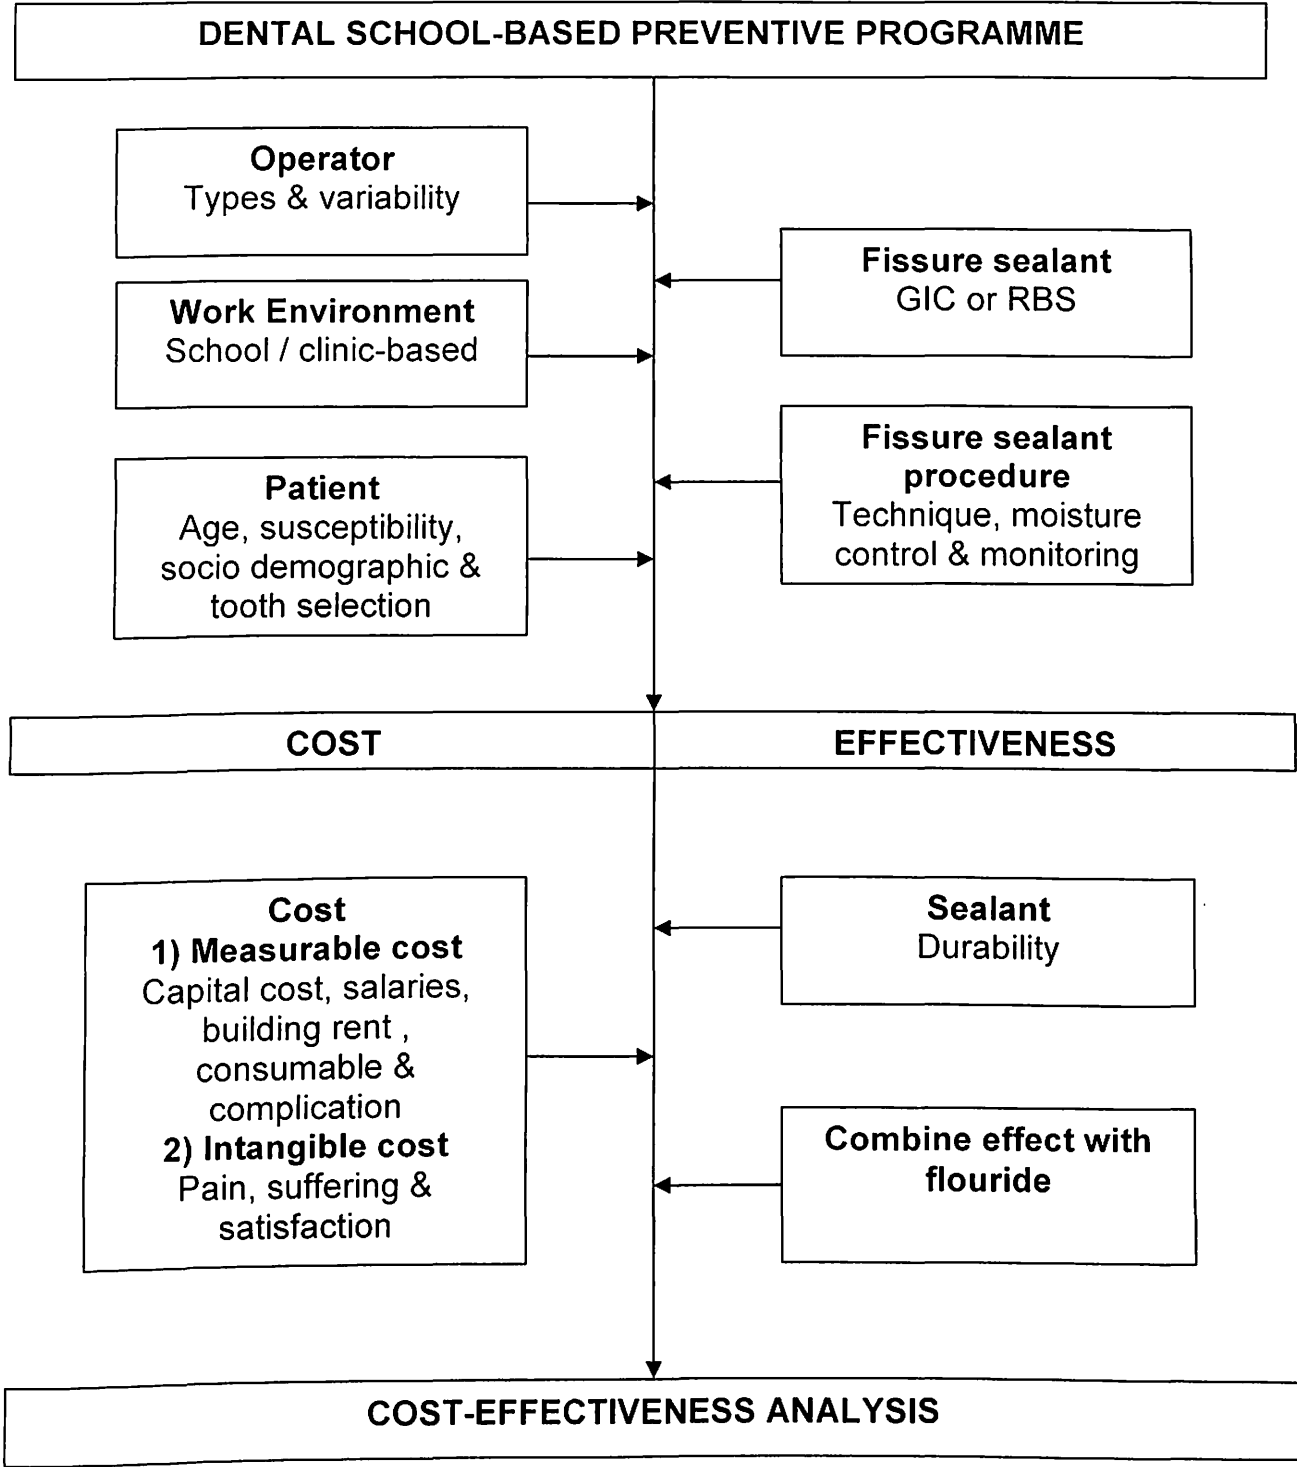 DENTAL SCHOOL-BASED PREVENTIVE PROGRAMME
Operator
Types & variability
Fissure sealant
GIC or RBS
Work Environment
School / clinic-based
Fissure sealant
procedure
Technique, moisture
control & monitoring
Patient
Age, susceptibility,
socio demographic &
tooth selection
COST
EFFECTIVENESS
Cost
1) Measurable cost
Capital cost, salaries,
building rent ,
consumable &
complication
2) Intangible cost
Pain, suffering &
satisfaction
Sealant
Durability
Combine effect with
flouride
COST-EFFECTIVENESS ANALYSIS